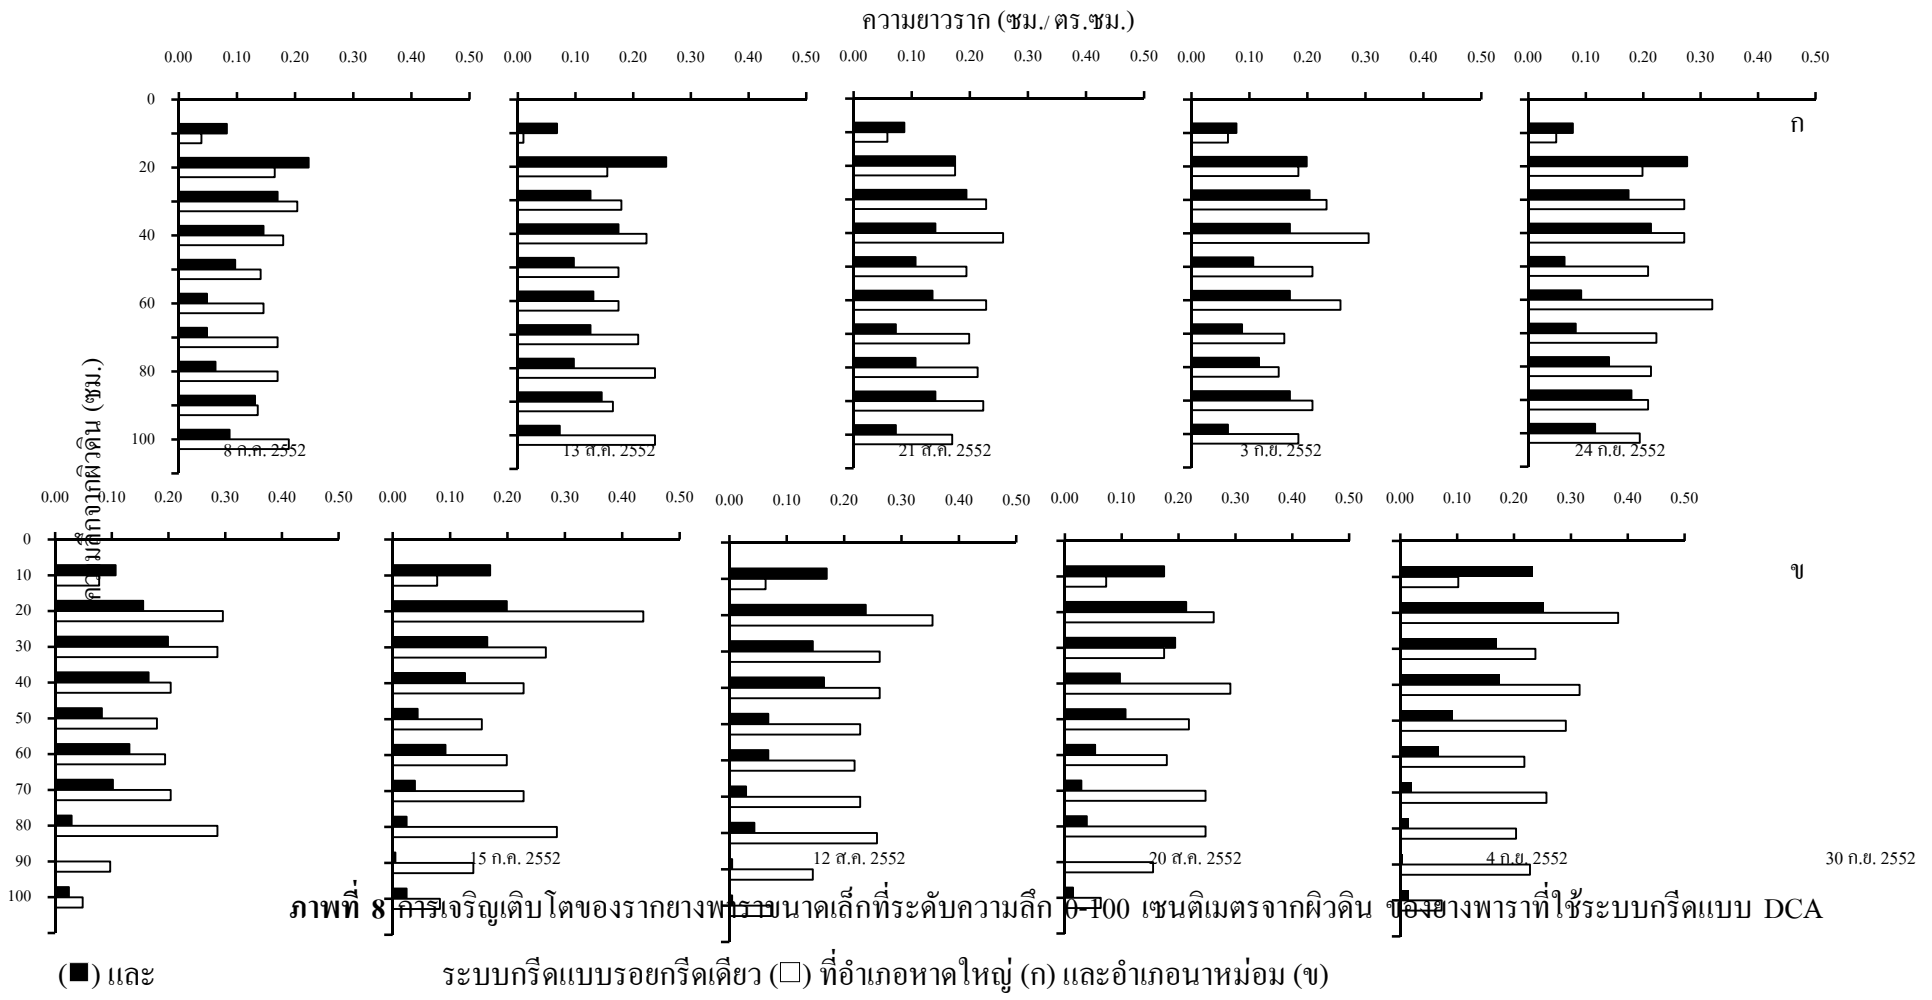 ความยาวราก (ซม./ตร.ซม.)
0.00 0.10 0.20 0.30 0.40 0.50 0.00 0.10 0.20 0.30 0.40 0.50 0.00 0.10 0.20 0.30 0.40 0.50 0.00 0.10 0.20 0.30 0.40 0.50 0.00 0.10 0.20 0.30 0.40 0.50
0
ก
20
40
60
80
100
8 ก.ค. 2552 13 ส.ค. 2552 21 ส.ค. 2552 3 ก.ย. 2552 24 ก.ย. 2552
ความลึกจากผิวดิน (ซม.)
0.00 0.10 0.20 0.30 0.40 0.50 0.00 0.10 0.20 0.30 0.40 0.50 0.00 0.10 0.20 0.30 0.40 0.50 0.00 0.10 0.20 0.30 0.40 0.50 0.00 0.10 0.20 0.30 0.40 0.50
0
10
ข
20
30
40
50
60
70
80
90
15 ก.ค. 2552 12 ส.ค. 2552 20 ส.ค. 2552 4 ก.ย. 2552 30 ก.ย. 2552
100
ภาพที่ 8 การเจริญเติบโตของรากยางพาราขนาดเล็กที่ระดับความลึก 0-100 เซนติเมตรจากผิวดิน ของยางพาราที่ใช้ระบบกรีดแบบ DCA
(■) และ ระบบกรีดแบบรอยกรีดเดียว (□) ที่อำเภอหาดใหญ่ (ก) และอำเภอนาหม่อม (ข)